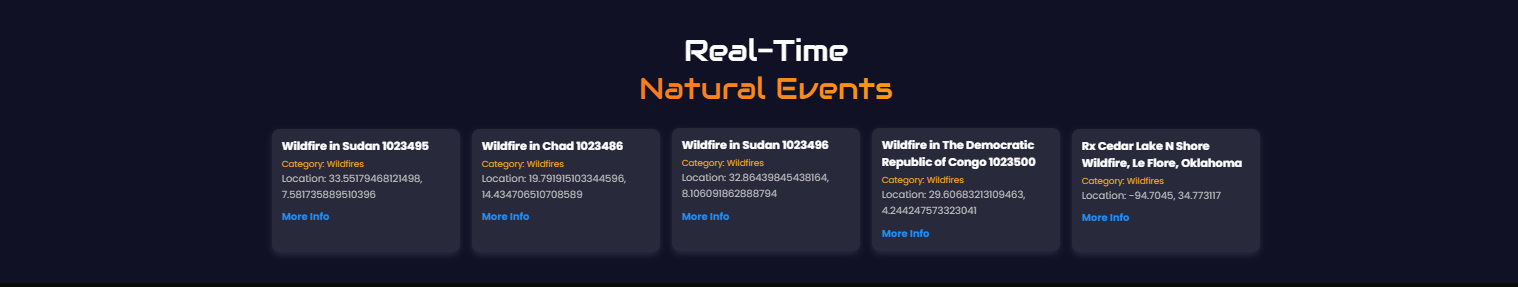 Real-Time
Natural Events
Wildfire in Sudan 1023495
Category: Wildfires
Location: 33.55179468121498,
7.581735889510396
More Info
Wildfire in Chad 1023486
Category: Wildfires
Location: 19.791915103344596,
14.434706510708589
More Info
Wildfire in Sudan 1023496
Category: Wildfires
Location: 32.86439845438164,
8.106091862888794
More Info
Wildfire in The Democratic
Republic of Congo 1023500
Category: Wildfires
Location: 29.60683213109463,
4.244247573323041
More Info
Rx Cedar Lake N Shore
Wildfire, Le Flore, Oklahoma
Category: Wildfires
Location: -94.7045, 34.773117
More Info